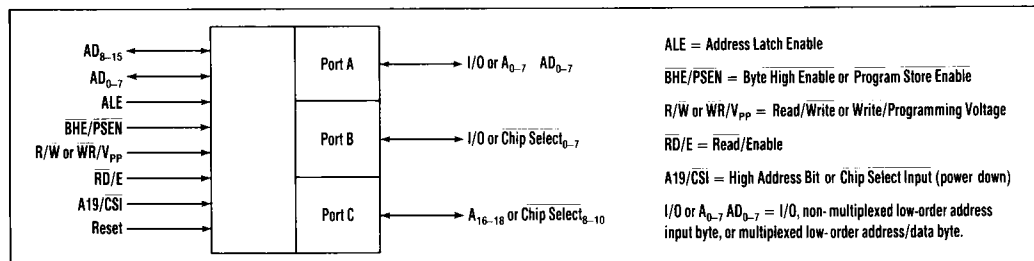 AD8–15
AD0–7
ALE
BHE/PSEN
R/W or WR/VPP
RD/E
A19/CSI
Reset
Port A
Port B
Port C
I/O or A0–7 AD0–7
I/O or Chip Select0–7
A16–18 or Chip Select8–10
ALE = Address Latch Enable
BHE/PSEN = Byte High Enable or Program Store Enable
R/W or WR/VPP = Read/Write or Write/Programming Voltage
RD/E = Read/Enable
A19/CSI = High Address Bit or Chip Select Input (power down)
I/O or A0–7 AD0–7 = I/O, non-multiplexed low-order address
input byte, or multiplexed low-order address/data byte.